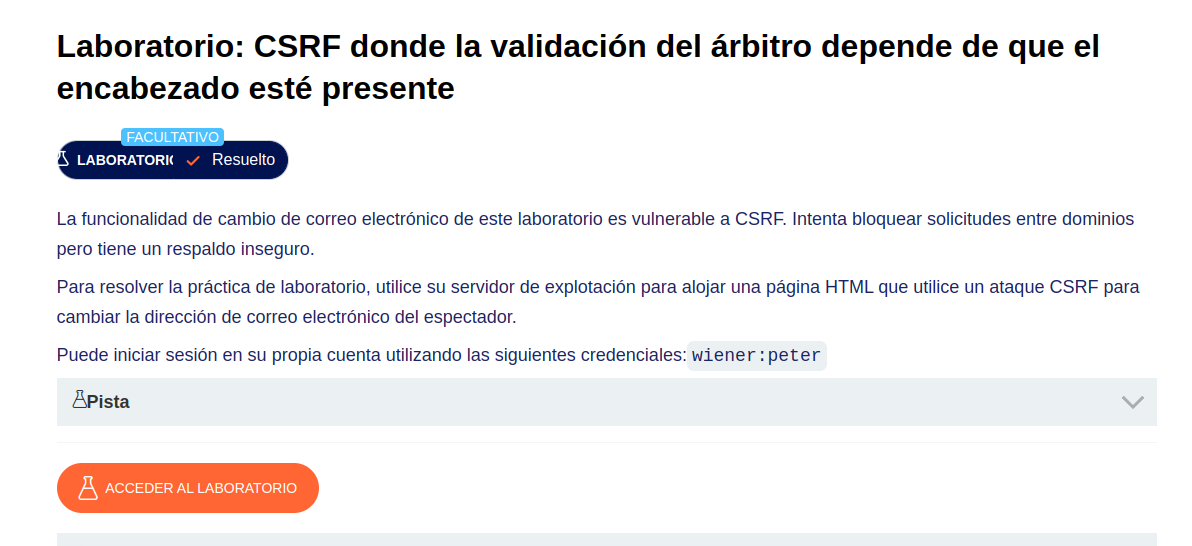 Laboratorio: CSRF donde la validación del árbitro depende de que el
encabezado esté presente
FACULTATIVO
LABORATORIO Resuelto
La funcionalidad de cambio de correo electrónico de este laboratorio es vulnerable a CSRF. Intenta bloquear solicitudes entre dominios
pero tiene un respaldo inseguro.
Para resolver la práctica de laboratorio, utilice su servidor de explotación para alojar una página HTML que utilice un ataque CSRF para
cambiar la dirección de correo electrónico del espectador.
Puede iniciar sesión en su propia cuenta utilizando las siguientes credenciales: wiener:peter
Pista
ACCEDER AL LABORATORIO